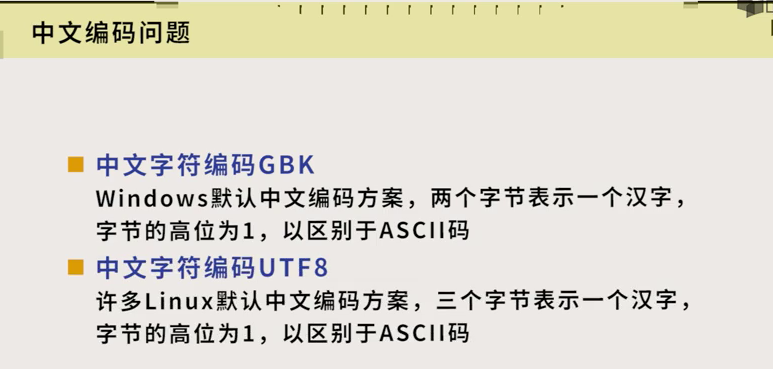 中文编码问题
中文字符编码GBK
Windows默认中文编码方案，两个字节表示一个汉字，
字节的高位为1，以区别于ASCII码
中文字符编码UTF8
许多Linux默认中文编码方案，三个字节表示一个汉字，
字节的高位为1，以区别于ASCII码